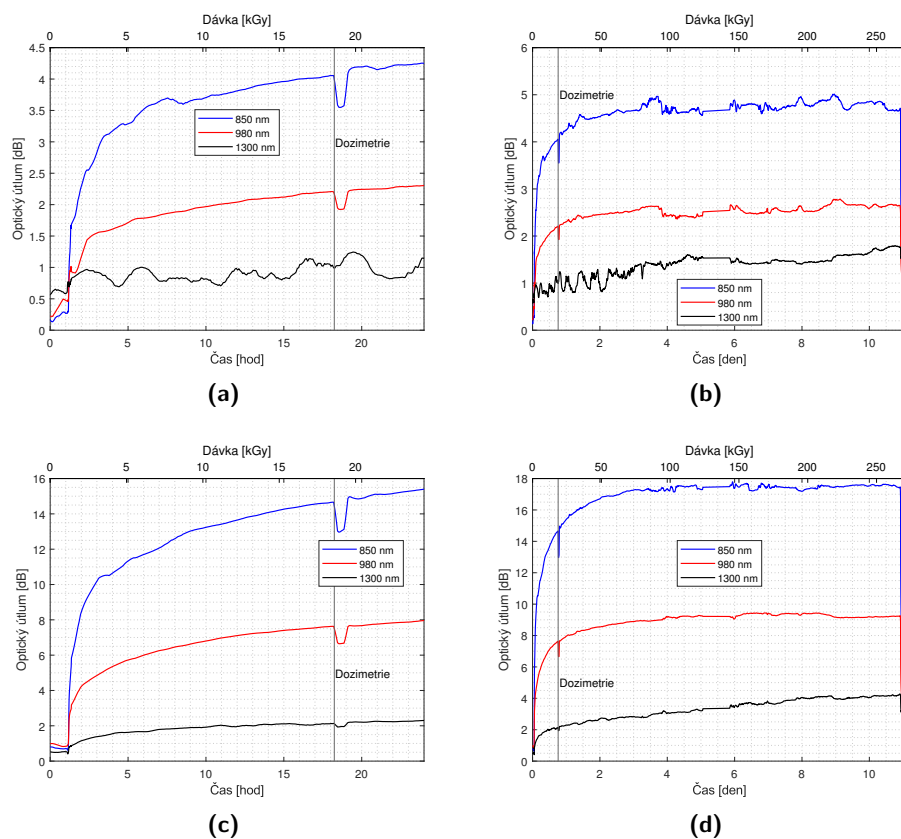 Dávka [kGy]
0 5 10 15 20
Optický útlum [dB]
4.5
4
3.5
3
2.5
2
1.5
1
0.5
0
850 nm
980 nm
1300 nm
Dozimetrie
0 5 10 15 20
Čas [hod]
(a)
Dávka [kGy]
0 50 100 150 200 250
Optický útlum [dB]
6
5
4
3
2
1
0
Dozimetrie
850 nm
980 nm
1300 nm
0 2 4 6 8 10
Čas [den]
(b)
Dávka [kGy]
0 5 10 15 20
Optický útlum [dB]
16
14
12
10
8
6
4
2
0
850 nm
980 nm
1300 nm
Dozimetrie
0 5 10 15 20
Čas [hod]
(c)
Dávka [kGy]
0 50 100 150 200 250
Optický útlum [dB]
18
16
14
12
10
8
6
4
2
0
850 nm
980 nm
1300 nm
Dozimetrie
0 2 4 6 8 10
Čas [den]
(d)